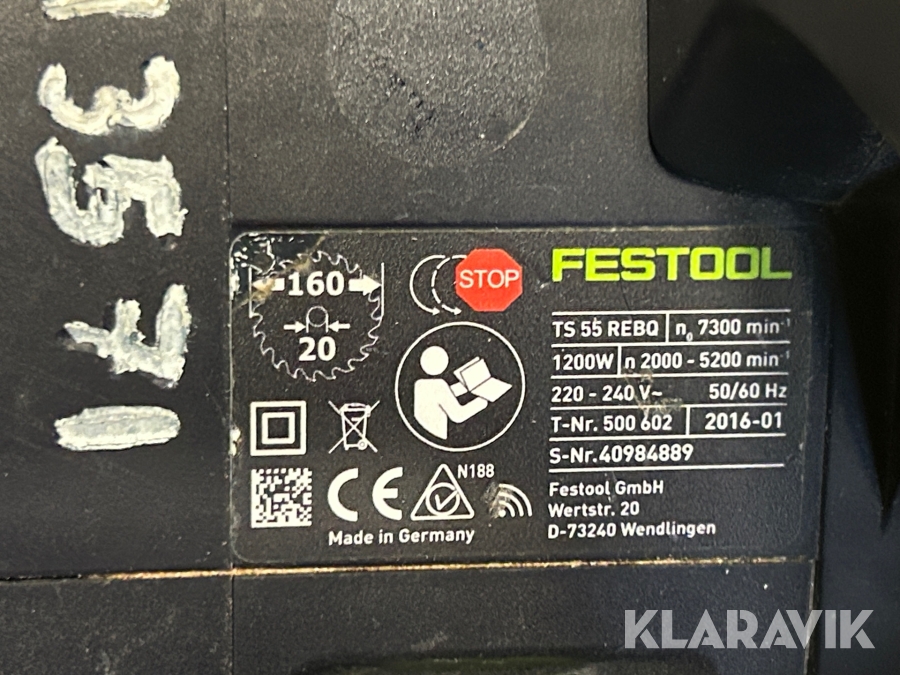 3571
160
20
STOP
FESTOOL
TS 55 REBQ n₀ 7300 min⁻¹
1200W n 2000 - 5200 min⁻¹
220 - 240 V~ 50/60 Hz
T-Nr. 500 602 2016-01
S-Nr.40984889
N188
CE
Made in Germany
Festool GmbH
Wertstr. 20
D-73240 Wendlingen
KLARAVIK